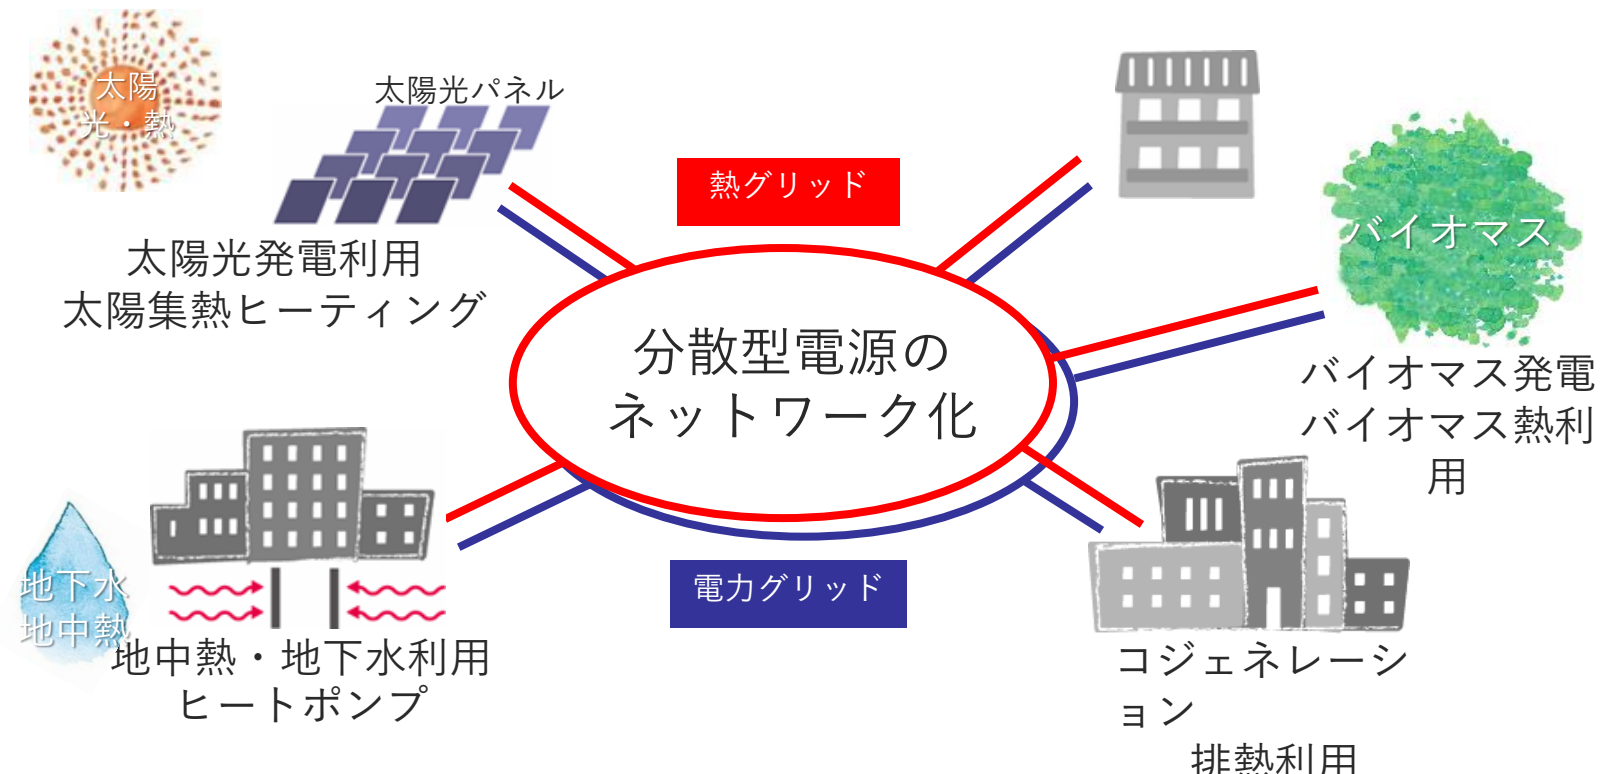 太陽
光・熱
太陽光パネル
太陽光発電利用
太陽集熱ヒーティング
熱グリッド
分散型電源の
ネットワーク化
電力グリッド
バイオマス
バイオマス発電
バイオマス熱利
用
地下水
地中熱
地中熱・地下水利用
ヒートポンプ
コジェネレーシ
ョン
排熱利用